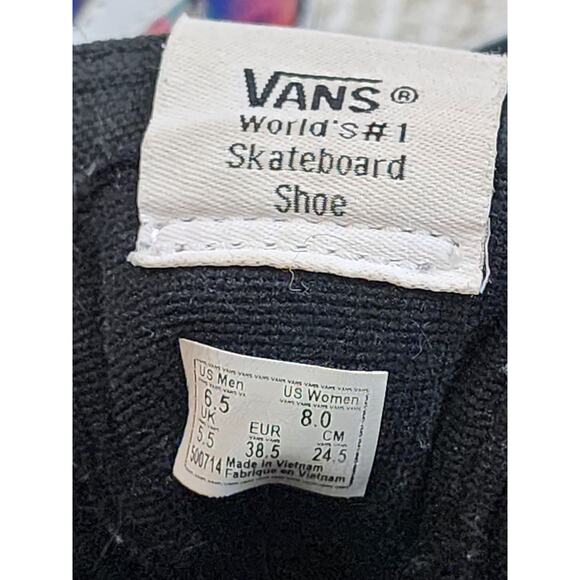 VANS®
World's #1
Skateboard
Shoe
US Men US Women
6.5 8.0
UK EUR CM
5.5 38.5 24.5
500714 Made in Vietnam
Fabrique en Vietnam